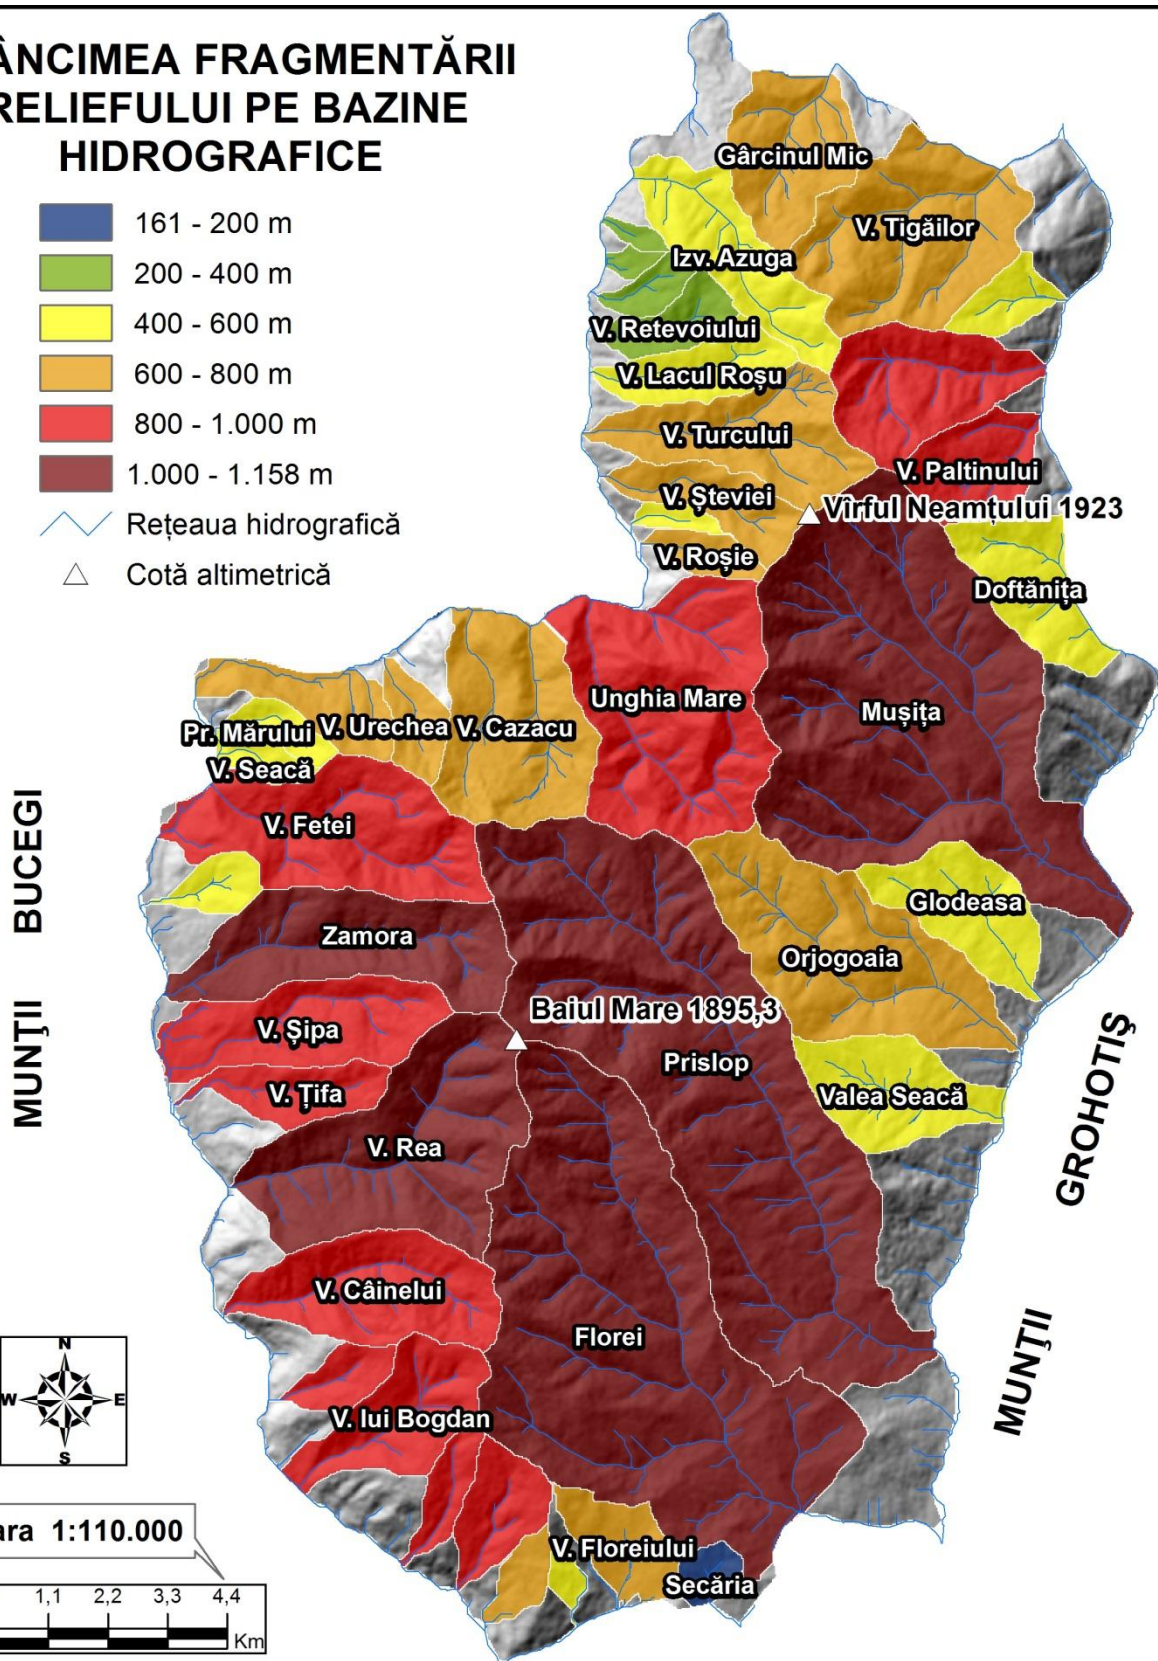 ÂNCIMEA FRAGMENTĂRII
RELIEFULUI PE BAZINE
HIDROGRAFICE
161 - 200 m
200 - 400 m
400 - 600 m
600 - 800 m
800 - 1.000 m
1.000 - 1.158 m
Rețeaua hidrografică
Cotă altimetrică
Gârcinul Mic
V. Tigăilor
Izv. Azuga
V. Retevoiului
V. Lacul Roșu
V. Turcului
V. Paltinului
V. Șteviei
Vîrful Neamțului 1923
V. Roșie
Doftănița
Unghia Mare
Mușița
Pr. Mărului
V. Urechea
V. Cazacu
V. Seacă
V. Fetei
Glodeasa
Zamora
Orjogoaia
Baiul Mare 1895,3
V. Șipa
Prislop
V. Țifa
Valea Seacă
V. Rea
V. Câinelui
Florei
V. lui Bogdan
V. Floreiului
Secăria
MUNŢII BUCEGI
MUNŢII GROHOTIŞ
N
W E
S
ara 1:110.000
1,1 2,2 3,3 4,4
Km